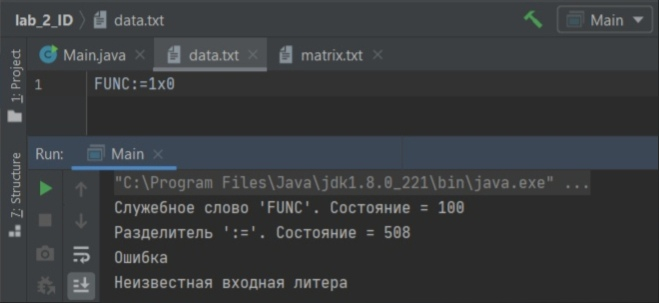 lab_2_ID
data.txt
Main
Main.java
data.txt
matrix.txt
1: Project
1
FUNC:=1x0
Run:
Main
7: Structure
"C:\Program Files\Java\jdk1.8.0_221\bin\java.exe" ...
Служебное слово 'FUNC'. Состояние = 100
Разделитель ':='. Состояние = 508
Ошибка
Неизвестная входная литера